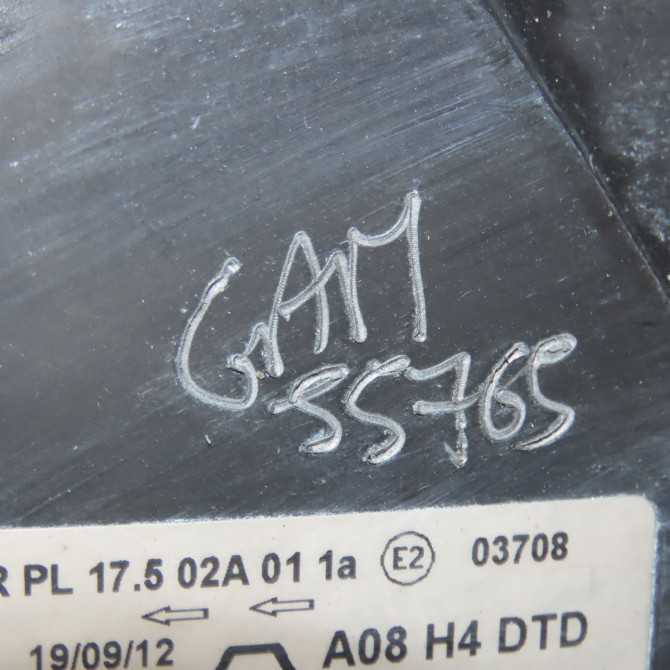 GAM
55765
R PL 17.5 02A 01 1a E2 03708
19/09/12 A08 H4 DTD